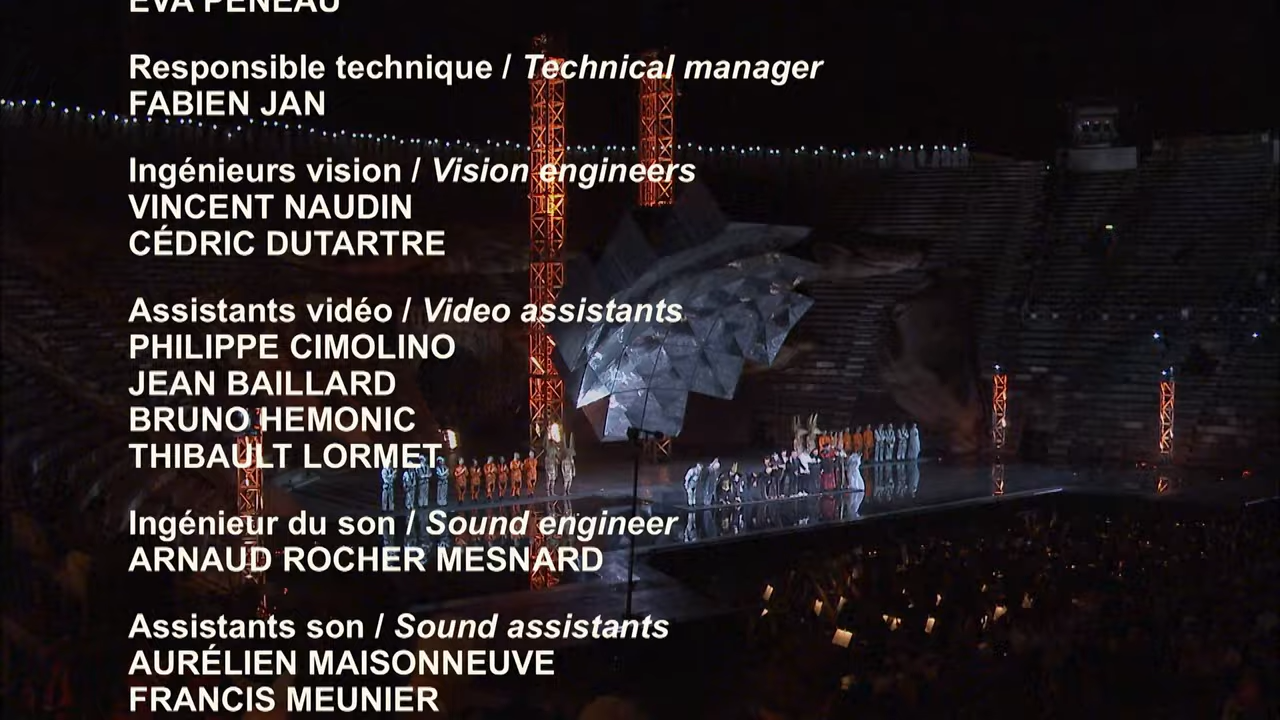 EVA PENEAU
Responsible technique / Technical manager
FABIEN JAN
Ingénieurs vision / Vision engineers
VINCENT NAUDIN
CÉDRIC DUTARTRE
Assistants vidéo / Video assistants
PHILIPPE CIMOLINO
JEAN BAILLARD
BRUNO HEMONIC
THIBAULT LORMET
Ingénieur du son / Sound engineer
ARNAUD ROCHER MESNARD
Assistants son / Sound assistants
AURÉLIEN MAISONNEUVE
FRANCIS MEUNIER